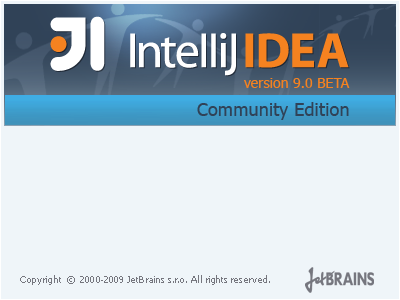 JI IntelliJ IDEA
version 9.0 BETA
Community Edition
Copyright © 2000-2009 JetBrains s.r.o. All rights reserved.
JetBRAINS